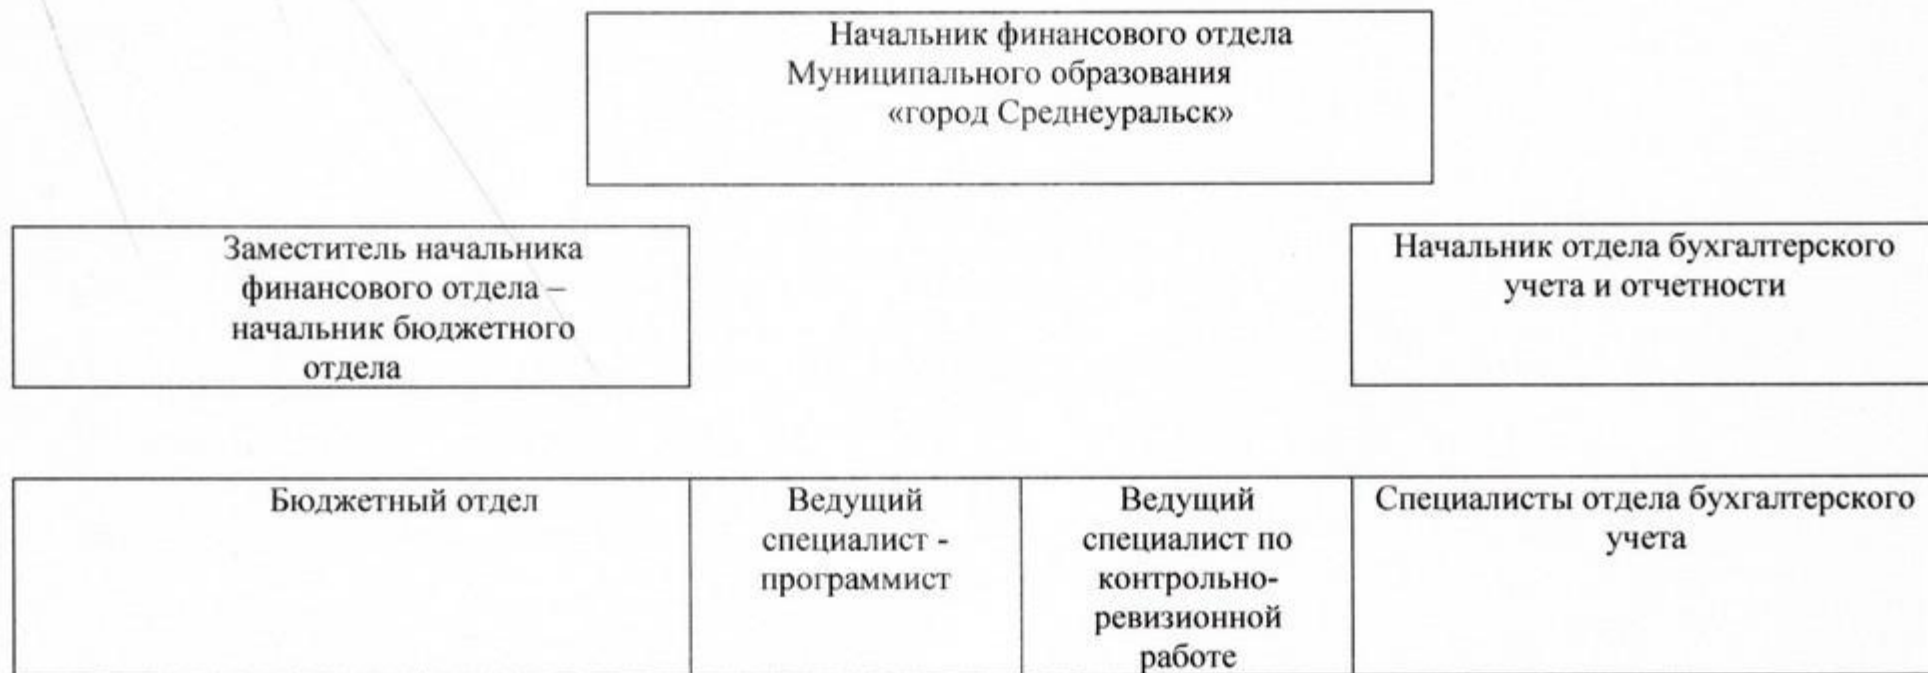 Начальник финансового отдела
Муниципального образования
«город Среднеуральск»
Заместитель начальника
финансового отдела –
начальник бюджетного
отдела
Начальник отдела бухгалтерского
учета и отчетности
Бюджетный отдел
Ведущий
специалист -
программист
Ведущий
специалист по
контрольно-
ревизионной
работе
Специалисты отдела бухгалтерского
учета